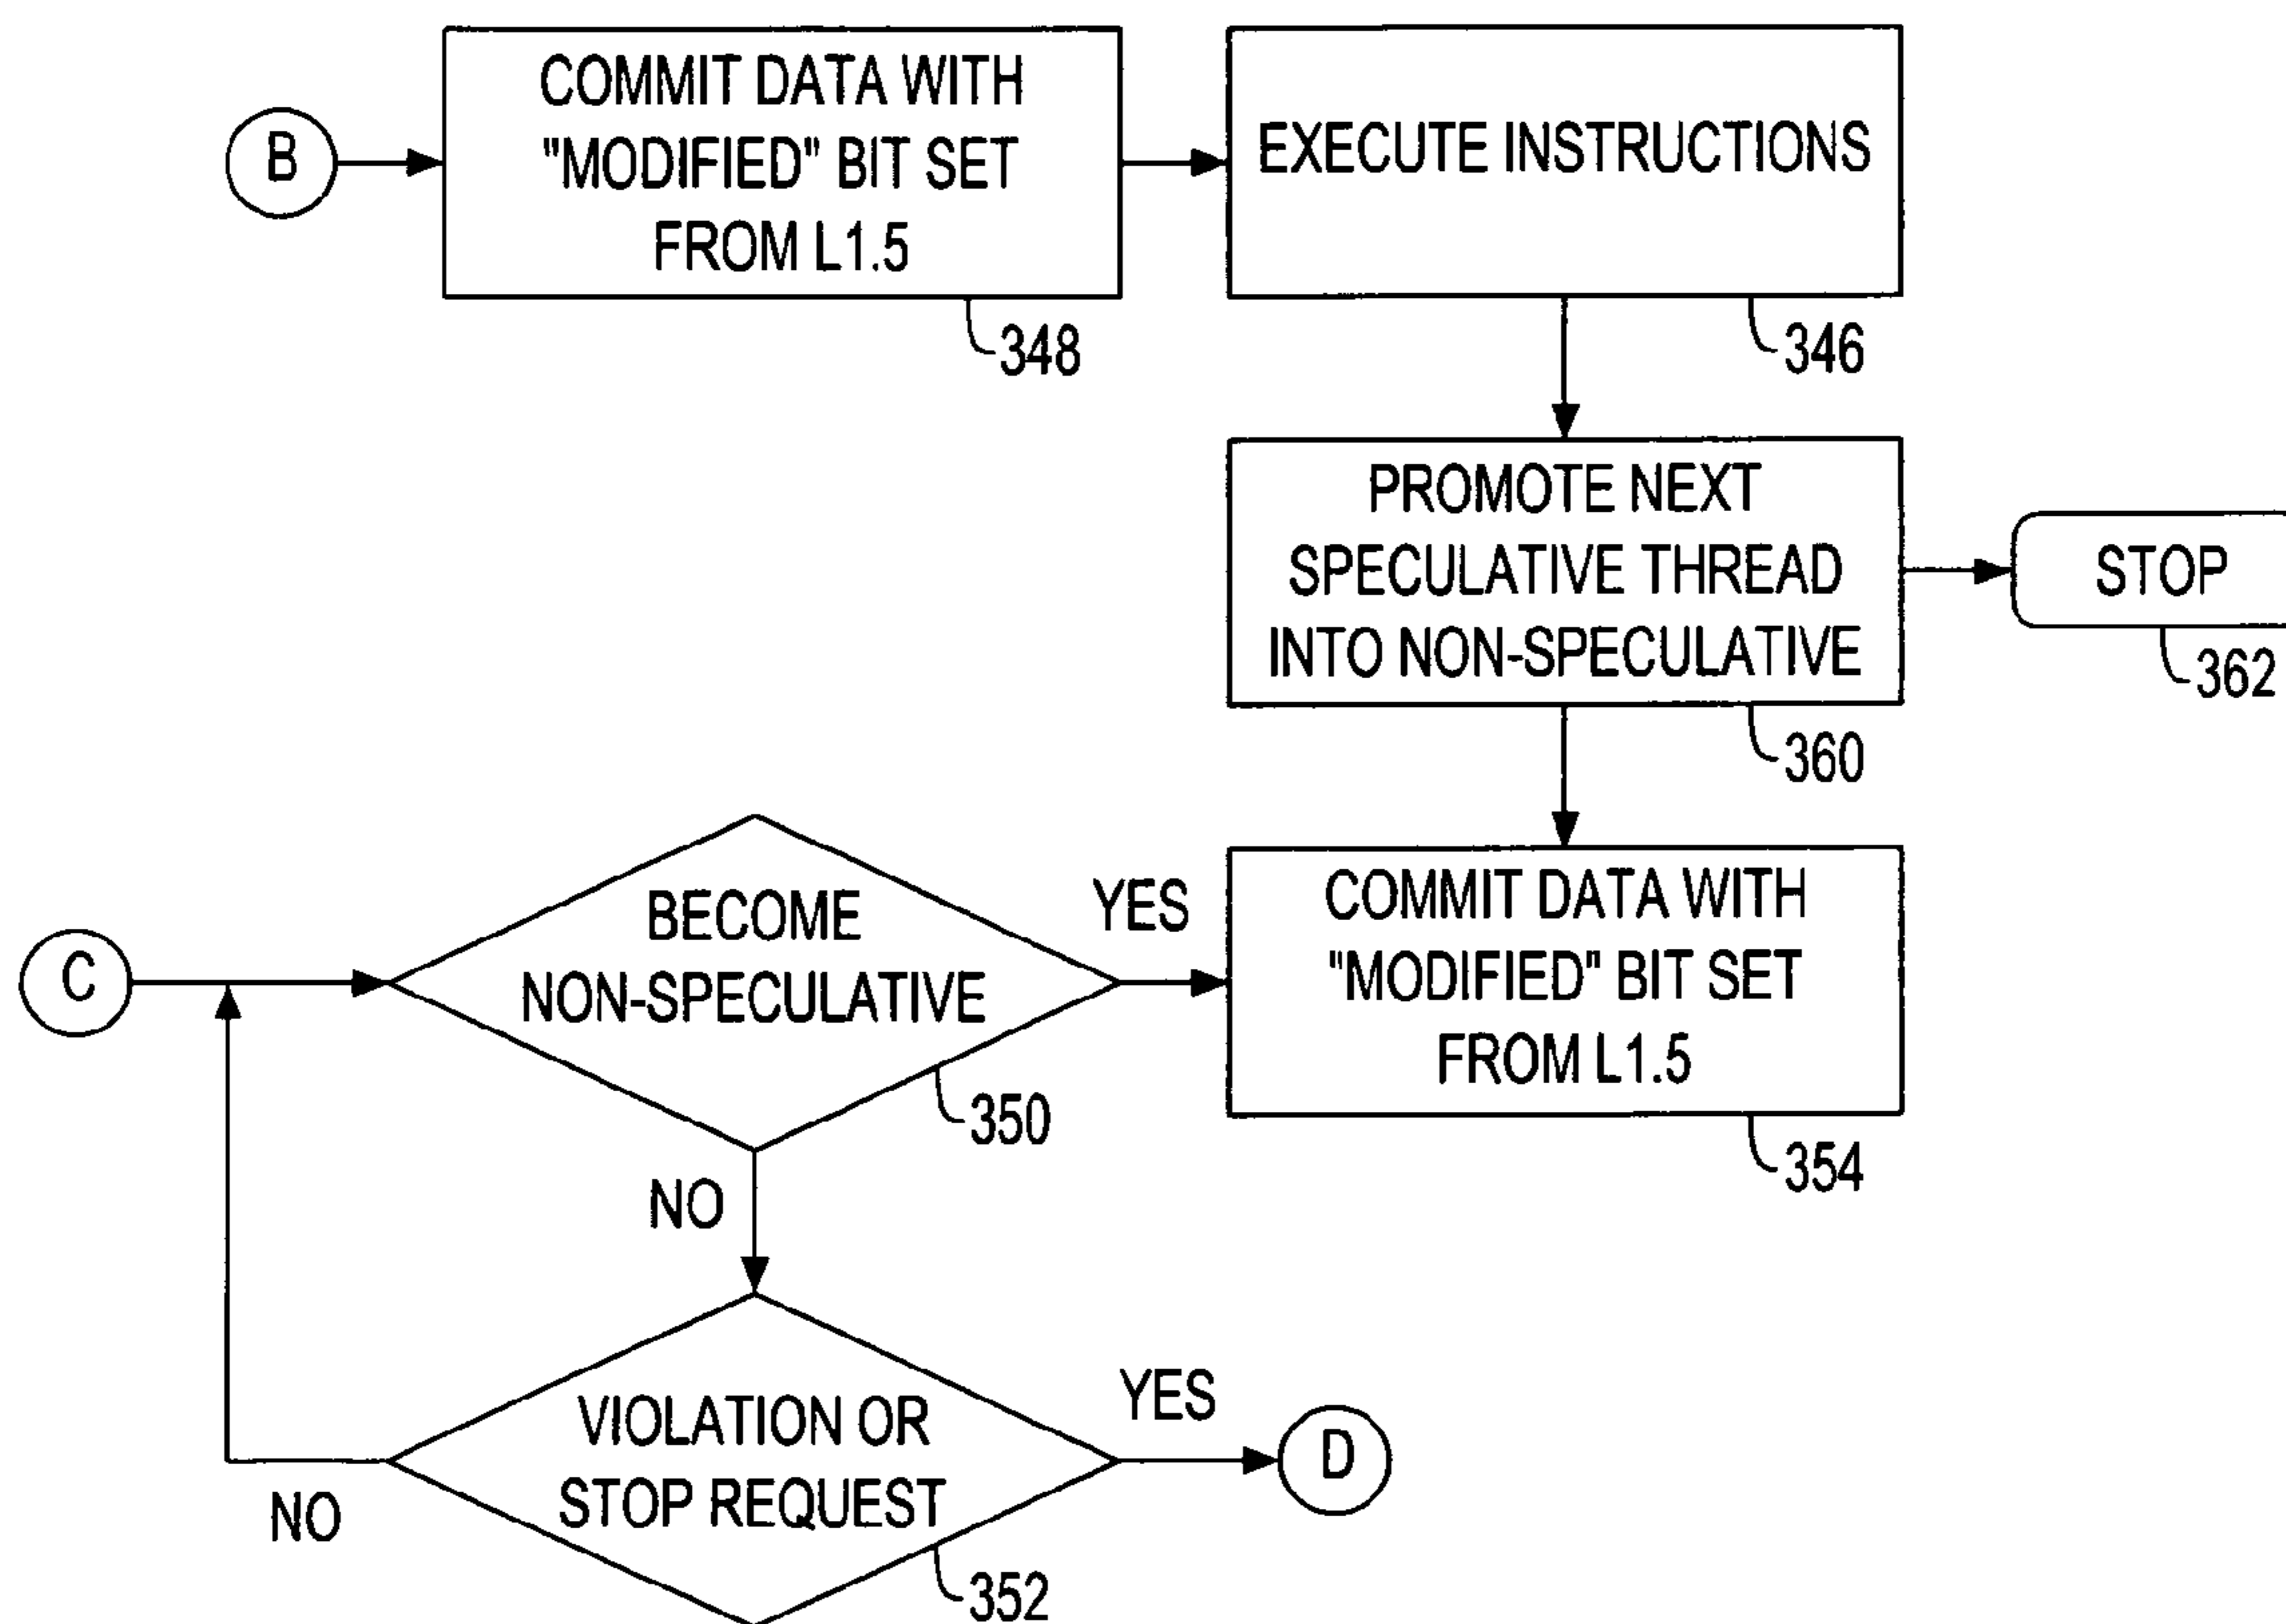 B
COMMIT DATA WITH
"MODIFIED" BIT SET
FROM L1.5
348
EXECUTE INSTRUCTIONS
346
PROMOTE NEXT
SPECULATIVE THREAD
INTO NON-SPECULATIVE
360
STOP
362
C
BECOME
NON-SPECULATIVE
350
YES
COMMIT DATA WITH
"MODIFIED" BIT SET
FROM L1.5
354
NO
VIOLATION OR
STOP REQUEST
352
YES
D
NO